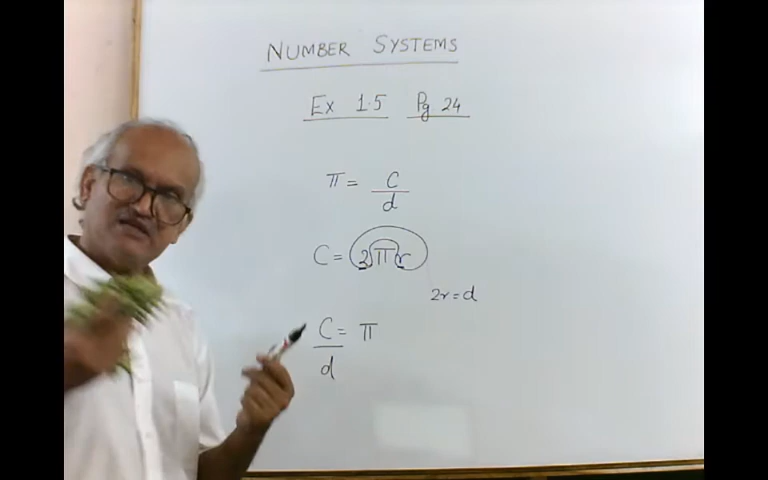 NUMBER SYSTEMS
Ex 1.5 Pg 24
π = C/d
C = 2πr
2r = d
C/d = π